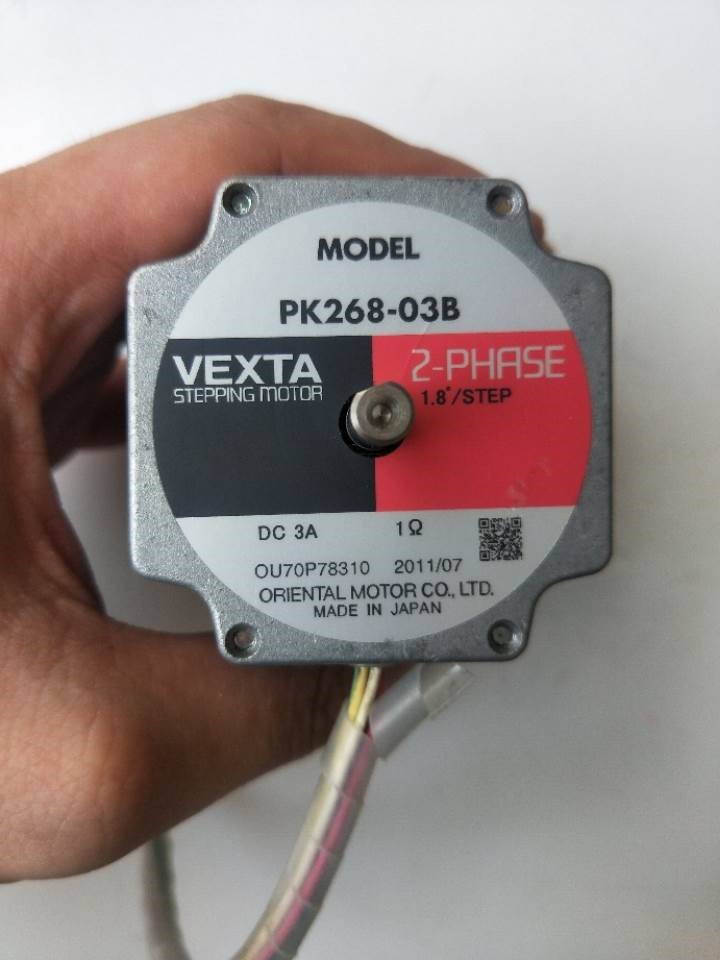 MODEL
PK268-03B
VEXTA
STEPPING MOTOR
2-PHASE
1.8°/STEP
DC 3A 1Ω
OU70P78310 2011/07
ORIENTAL MOTOR CO., LTD.
MADE IN JAPAN